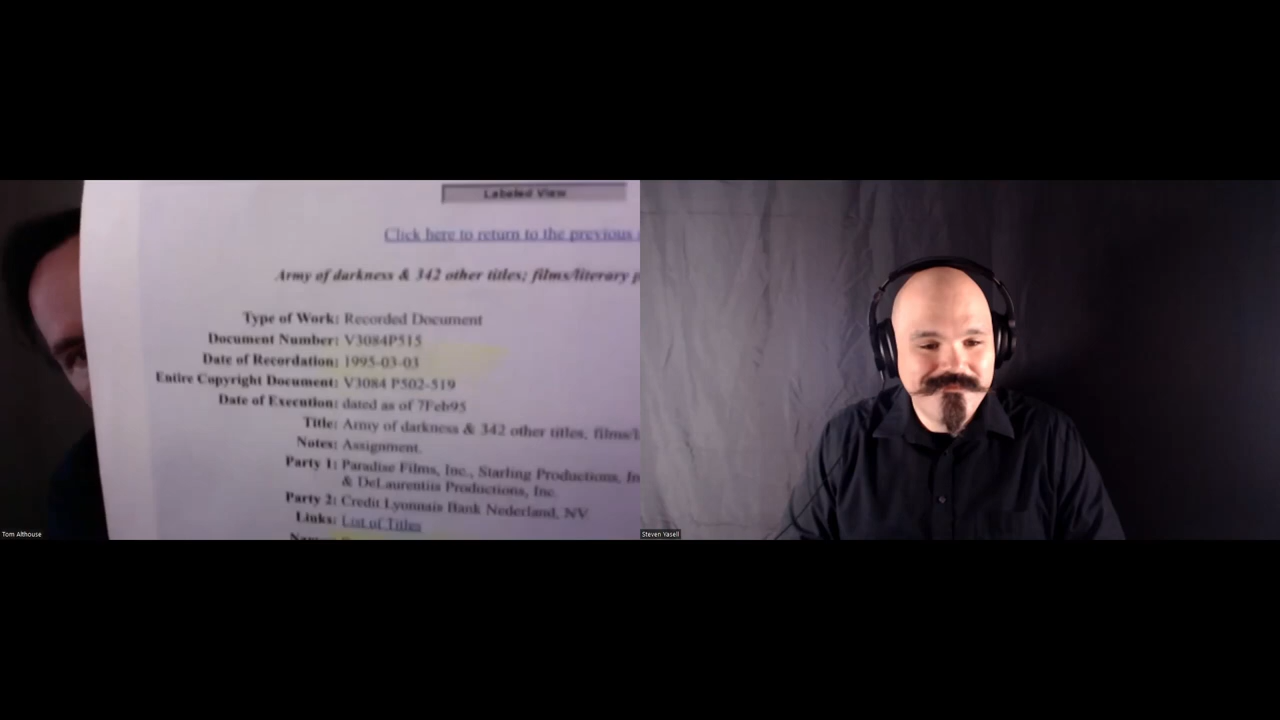 Labeled View
Click here to return to the previous
Army of darkness & 342 other titles; films/literary p
Type of Work: Recorded Document
Document Number: V3084P515
Date of Recordation: 1995-03-03
Entire Copyright Document: V3084 P502-519
Date of Execution: dated as of 7Feb95
Title: Army of darkness & 342 other titles, films/l
Notes: Assignment.
Party 1: Paradise Films, Inc., Starling Productions, In
& DeLaurentiis Productions, Inc.
Party 2: Credit Lyonnais Bank Nederland, NV
Links: List of Titles
Tom Althouse
Steven Yasell